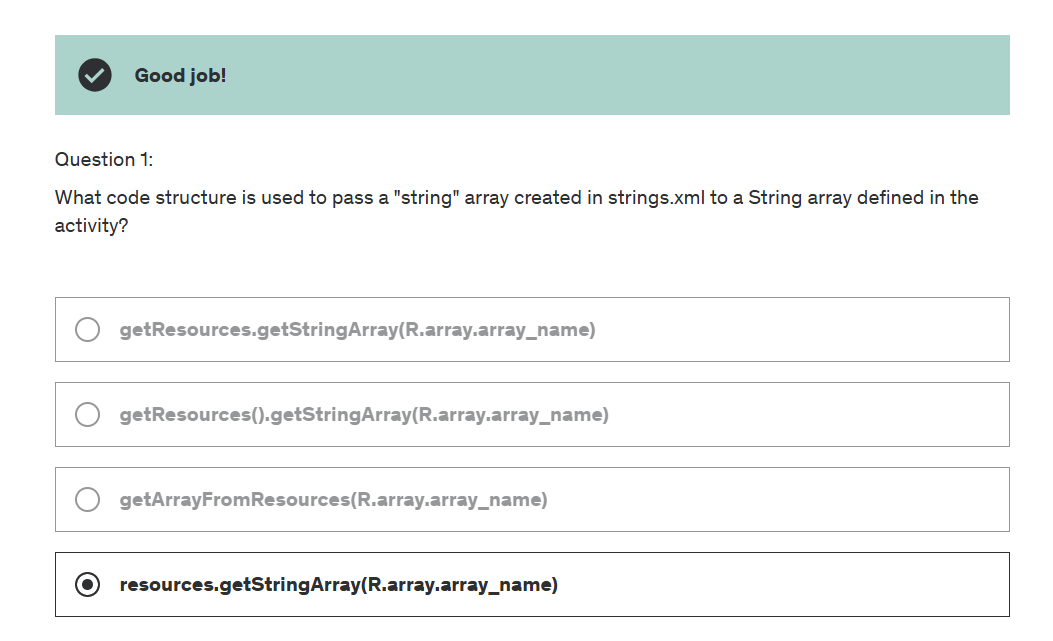 Good job!
Question 1:
What code structure is used to pass a "string" array created in strings.xml to a String array defined in the
activity?
getResources.getStringArray(R.array.array_name)
getResources().getStringArray(R.array.array_name)
getArrayFromResources(R.array.array_name)
resources.getStringArray(R.array.array_name)